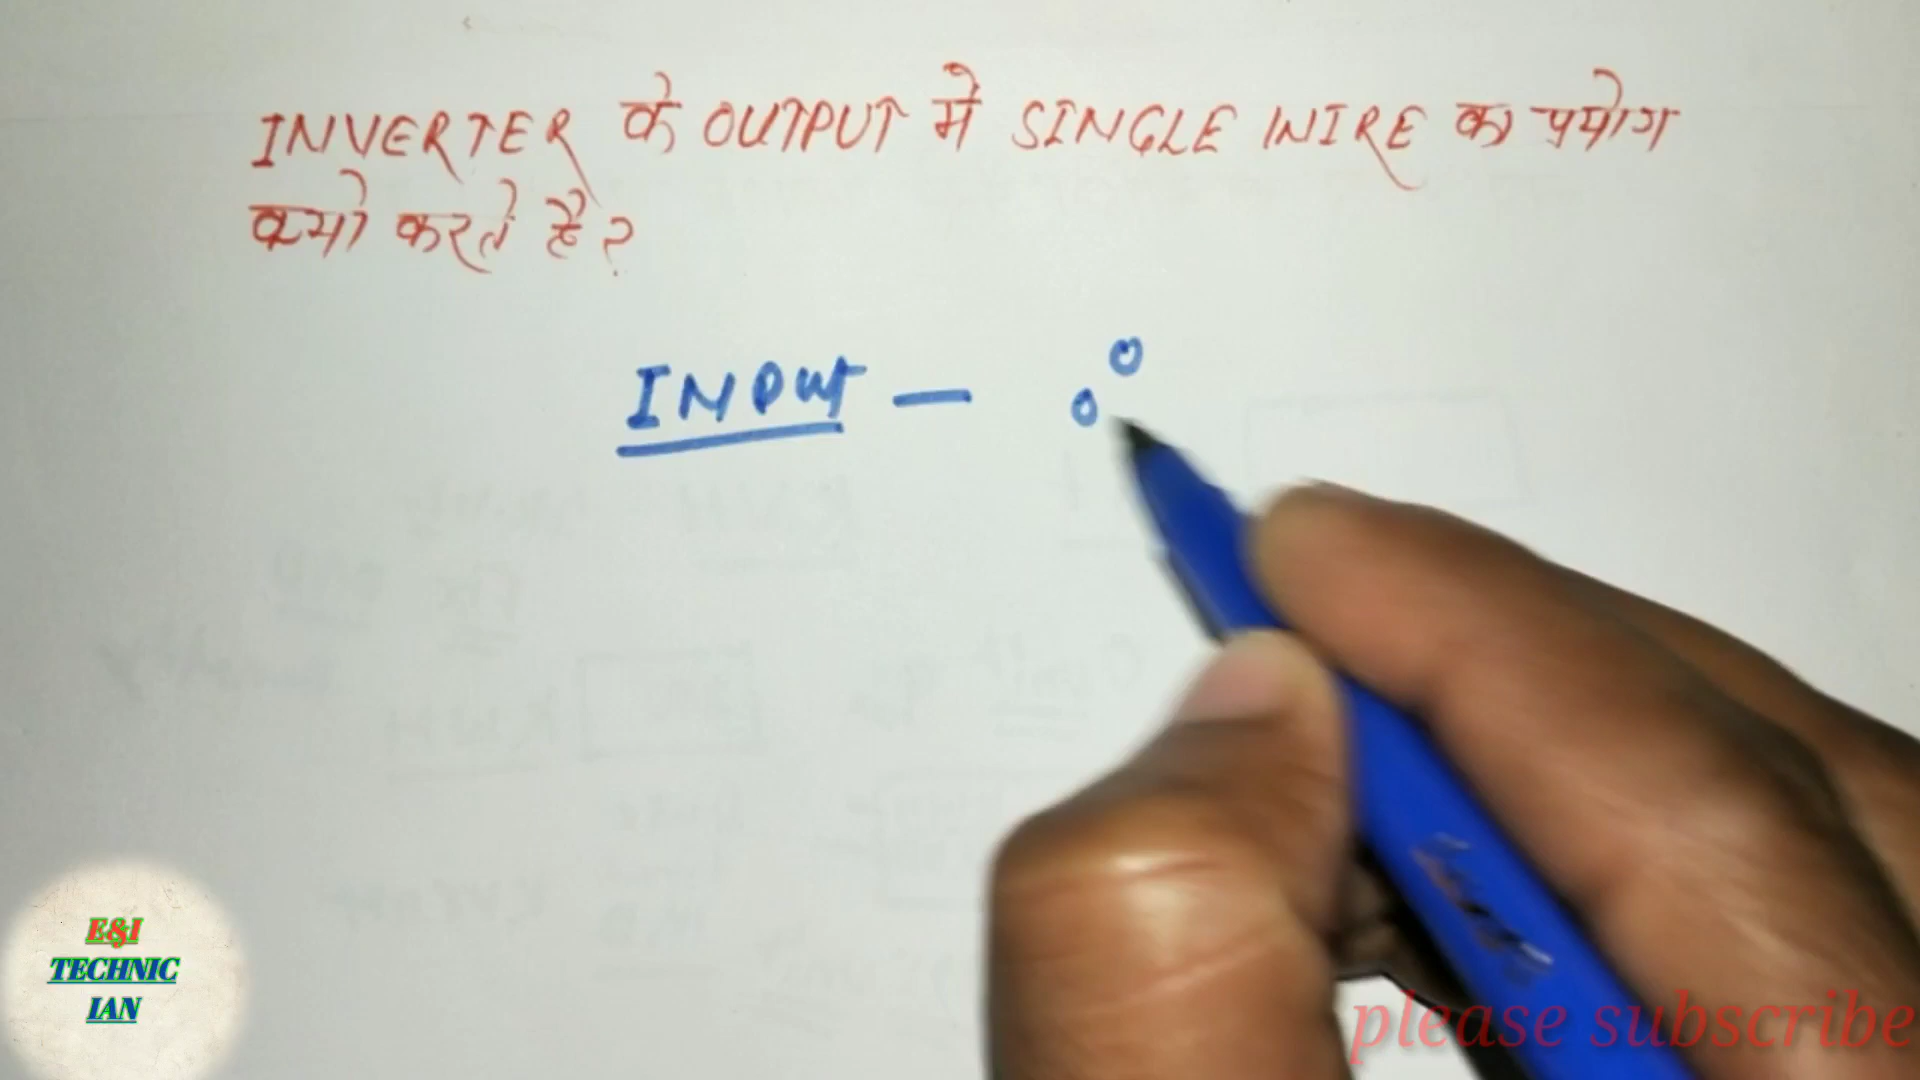 INVERTER के OUTPUT में SINGLE WIRE का प्रयोग
क्यों करते है?
INPUT —
E&I
TECHNIC
IAN
please subscribe